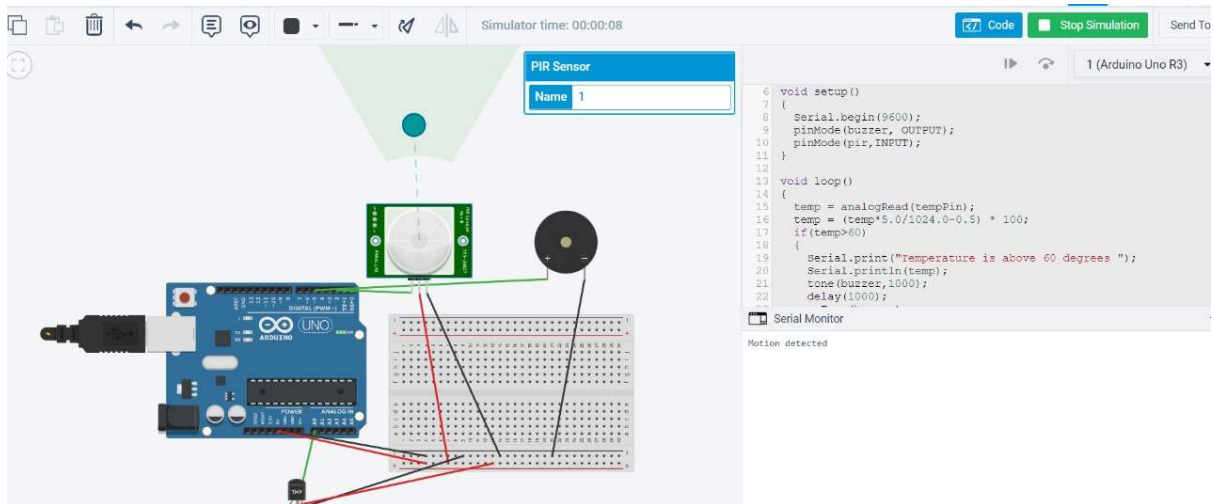 Simulator time: 00:00:08
Code
Stop Simulation
Send To
PIR Sensor
Name 1
1 (Arduino Uno R3)
6 void setup()
7 {
8 Serial.begin(9600);
9 pinMode(buzzer, OUTPUT);
10 pinMode(pir,INPUT);
11 }
12
13 void loop()
14 {
15 temp = analogRead(tempPin);
16 temp = (temp*5.0/1024.0-0.5) * 100;
17 if(temp>60)
18 {
19 Serial.print("Temperature is above 60 degrees ");
20 Serial.println(temp);
21 tone(buzzer,1000);
22 delay(1000);
Serial Monitor
Motion detected
DIGITAL (PWM~)
UNO
ARDUINO
POWER
ANALOG IN
TMP